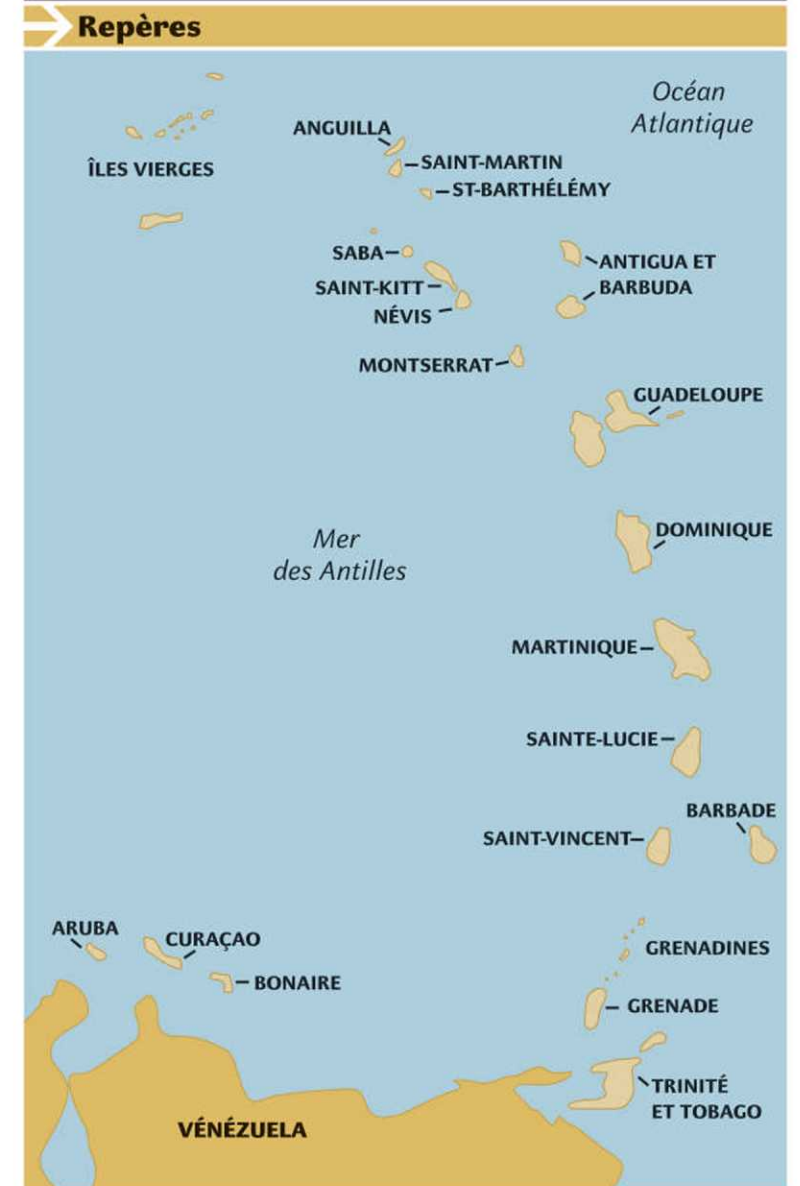 Repères
Océan
Atlantique
ANGUILLA
SAINT-MARTIN
ÎLES VIERGES
ST-BARTHÉLÉMY
SABA
ANTIGUA ET
BARBUDA
SAINT-KITT
NÉVIS
MONTSERRAT
GUADELOUPE
DOMINIQUE
Mer
des Antilles
MARTINIQUE
SAINTE-LUCIE
BARBADE
SAINT-VINCENT
ARUBA
CURAÇAO
GRENADINES
BONAIRE
GRENADE
TRINITÉ
ET TOBAGO
VÉNÉZUELA